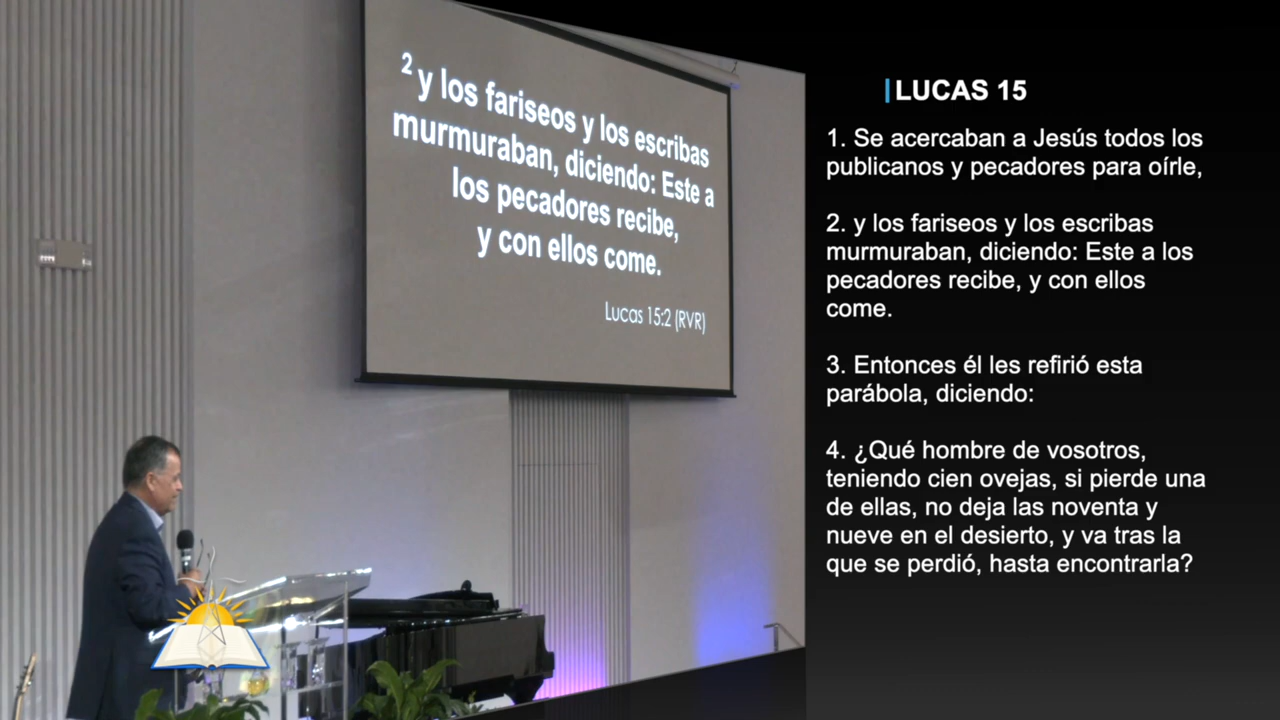 ² y los fariseos y los escribas
murmuraban, diciendo: Este a
los pecadores recibe,
y con ellos come.
Lucas 15:2 (RVR)
LUCAS 15
1. Se acercaban a Jesús todos los
publicanos y pecadores para oírle,
2. y los fariseos y los escribas
murmuraban, diciendo: Este a los
pecadores recibe, y con ellos
come.
3. Entonces él les refirió esta
parábola, diciendo:
4. ¿Qué hombre de vosotros,
teniendo cien ovejas, si pierde una
de ellas, no deja las noventa y
nueve en el desierto, y va tras la
que se perdió, hasta encontrarla?